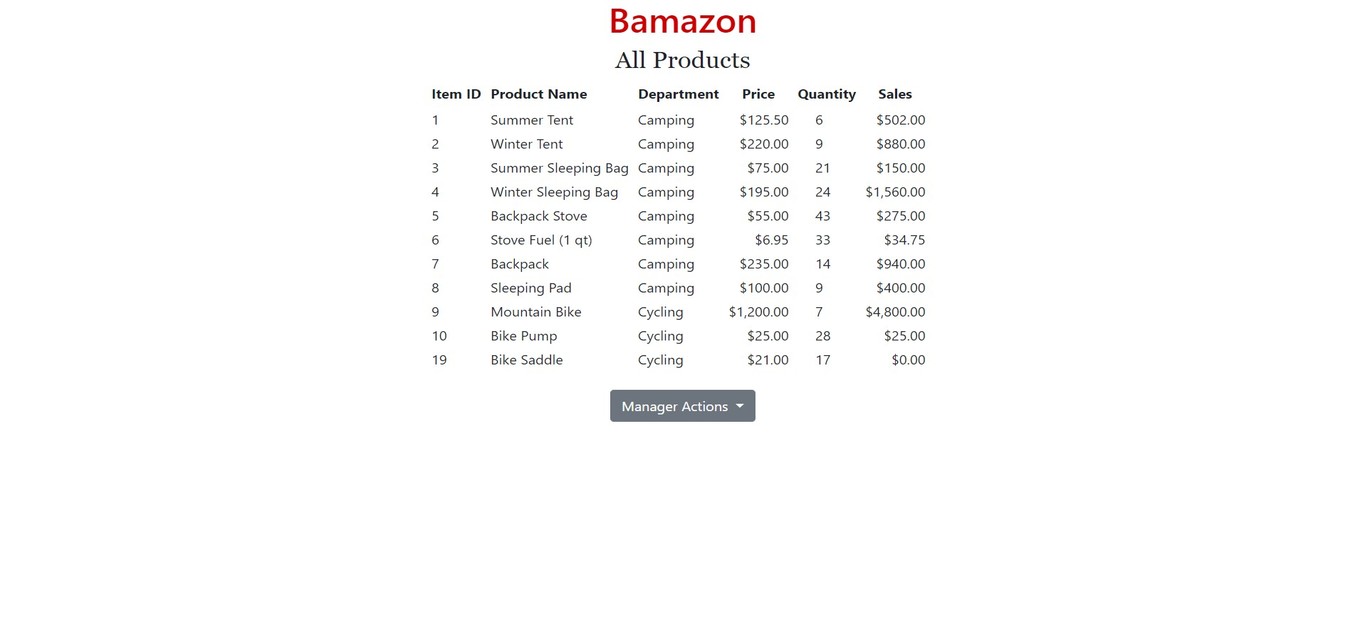 Bamazon
All Products
Item ID Product Name Department Price Quantity Sales
1 Summer Tent Camping $125.50 6 $502.00
2 Winter Tent Camping $220.00 9 $880.00
3 Summer Sleeping Bag Camping $75.00 21 $150.00
4 Winter Sleeping Bag Camping $195.00 24 $1,560.00
5 Backpack Stove Camping $55.00 43 $275.00
6 Stove Fuel (1 qt) Camping $6.95 33 $34.75
7 Backpack Camping $235.00 14 $940.00
8 Sleeping Pad Camping $100.00 9 $400.00
9 Mountain Bike Cycling $1,200.00 7 $4,800.00
10 Bike Pump Cycling $25.00 28 $25.00
19 Bike Saddle Cycling $21.00 17 $0.00
Manager Actions